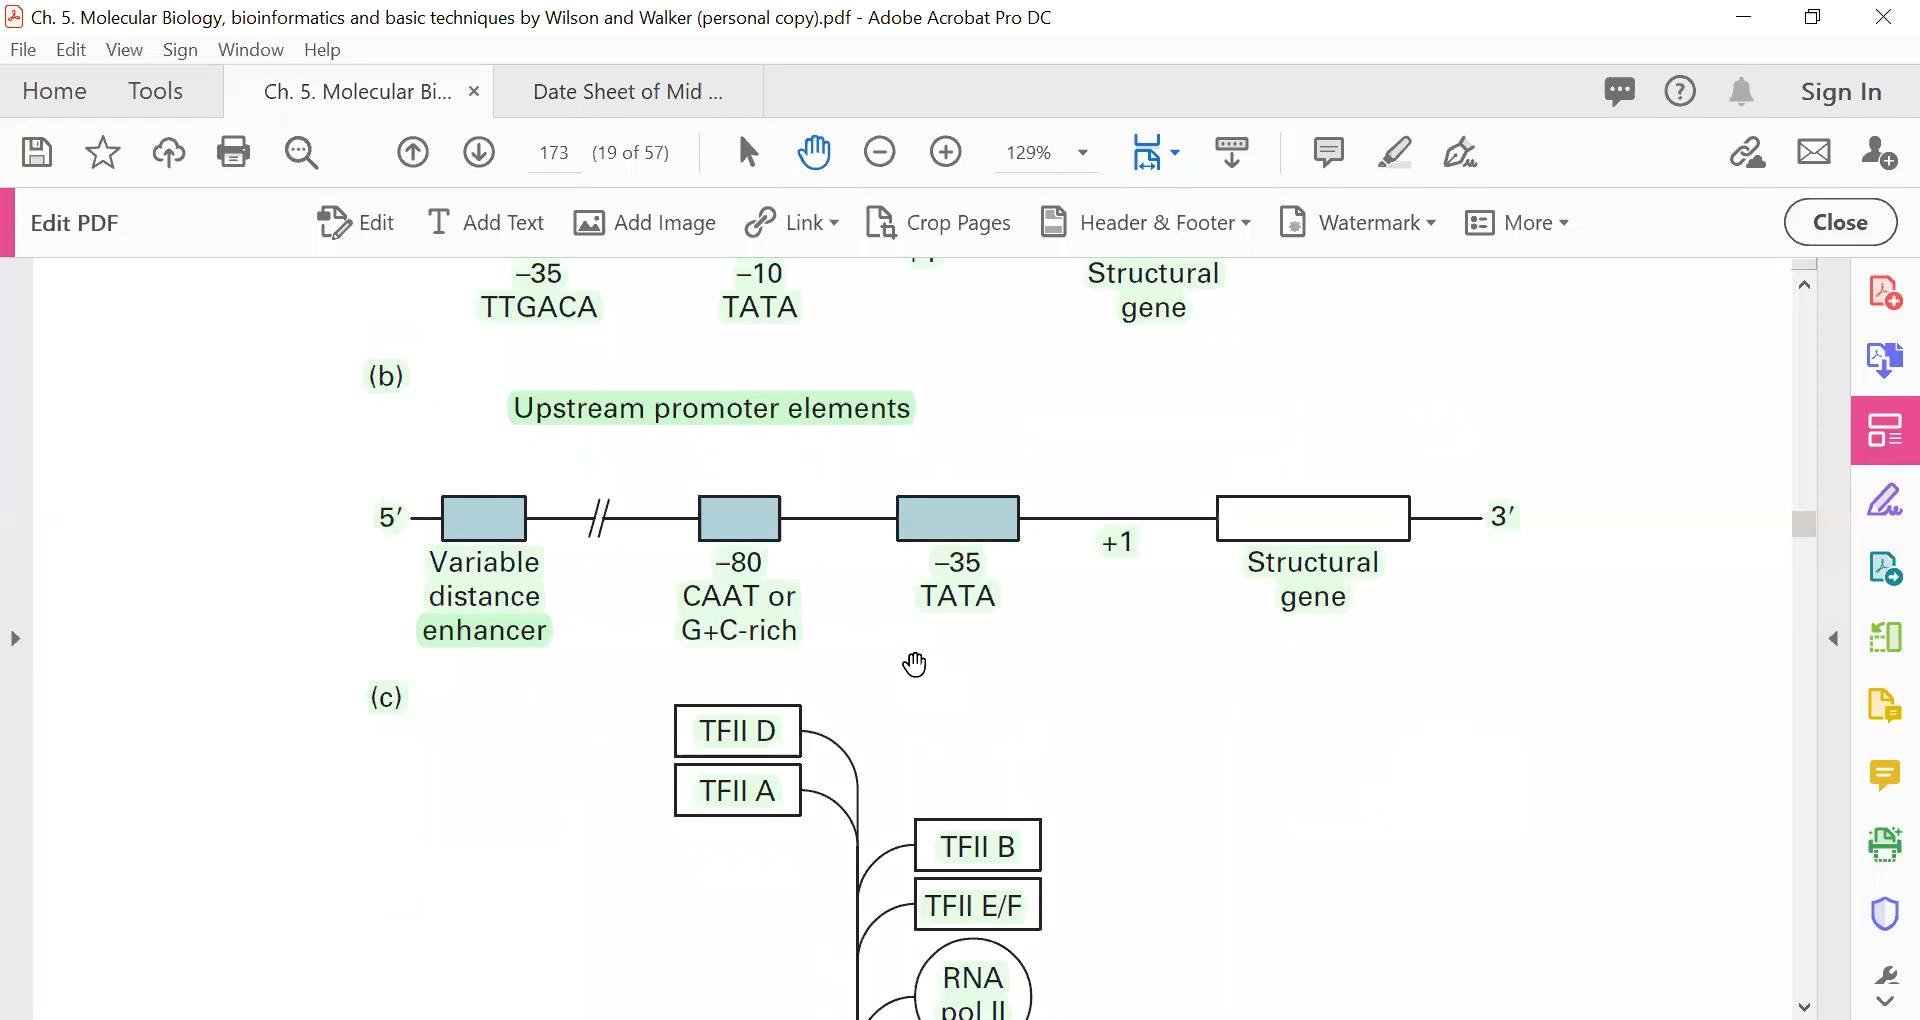 Ch. 5. Molecular Biology, bioinformatics and basic techniques by Wilson and Walker (personal copy).pdf - Adobe Acrobat Pro DC
File Edit View Sign Window Help
Home Tools Ch. 5. Molecular Bi... × Date Sheet of Mid ... Sign In
173 (19 of 57) 129%
Edit PDF Edit Add Text Add Image Link Crop Pages Header & Footer Watermark More Close
–35 –10 Structural
TTGACA TATA gene
(b)
Upstream promoter elements
5′ 3′
+1
Variable –80 –35 Structural
distance CAAT or TATA gene
enhancer G+C-rich
(c)
TFII D
TFII A
TFII B
TFII E/F
RNA
pol II